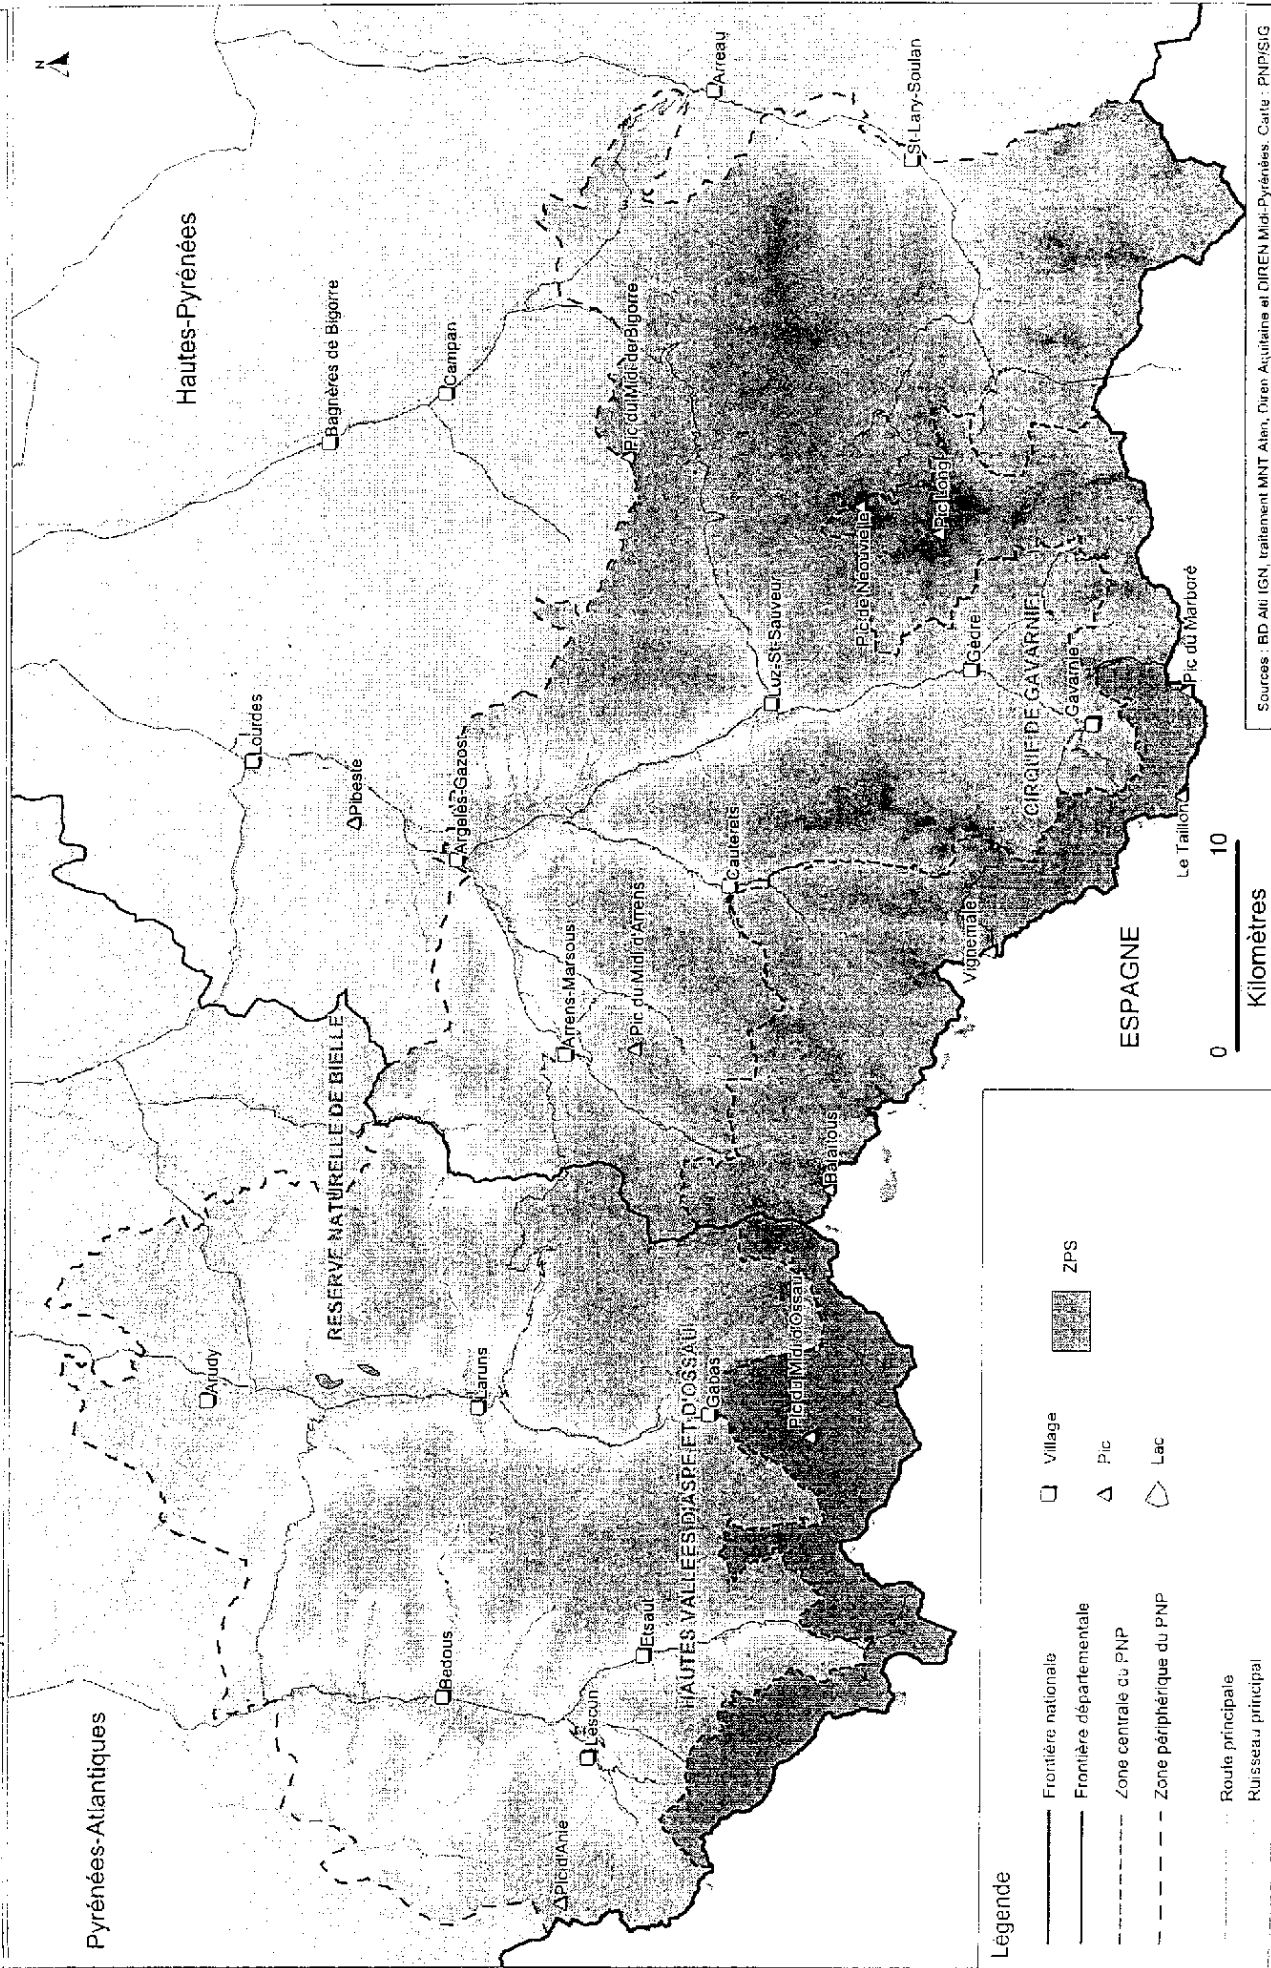 N
Pyrénées-Atlantiques
Hautes-Pyrénées
Lourdes
Bagnères de Bigorre
Pibeste
Campan
Arudy
RESERVE NATURELLE DE BIELLE
Argelès-Gazost
Bedous
Laruns
Arrens-Marsous
Pic du Midi de Bigorre
Arreau
Pic d'Anie
Lescun
Etsaut
Pic du Midi d'Arrens
HAUTES VALLEES D'ASPE ET D'OSSAU
Gabas
Cauterets
Luz-St-Sauveur
Pic du Midi d'Ossau
Balaïtous
Pic de Néouvielle
Pic Long
St-Lary-Soulan
Vignemale
Gèdre
CIRQUE DE GAVARNIE
Gavarnie
Le Taillon
Pic du Marboré
ESPAGNE
0 10
Kilomètres
Légende
Frontière nationale
Frontière départementale
Zone centrale du PNP
Zone périphérique du PNP
Route principale
Ruisseau principal
Village
Pic
Lac
ZPS
Sources : BD Alti IGN, traitement MNT Alan, Diren Aquitaine et DIREN Midi-Pyrénées. Carte : PNP/SIG